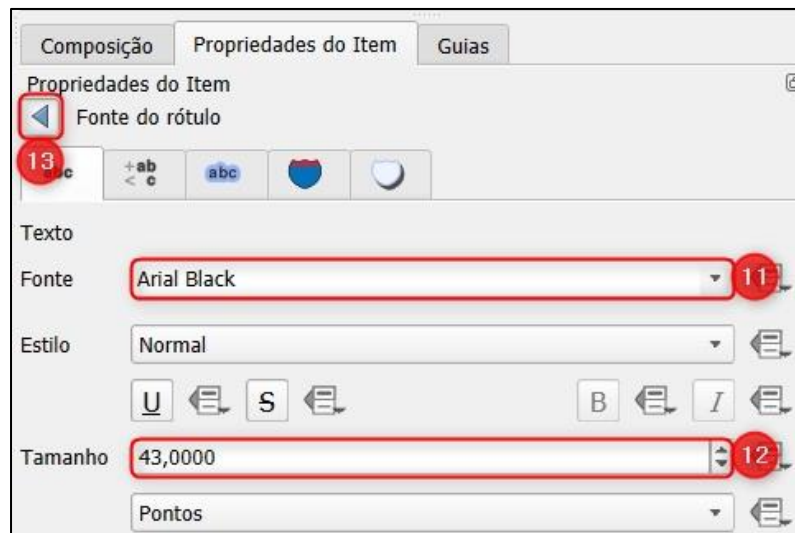 Composição Propriedades do Item Guias
Propriedades do Item
Fonte do rótulo
13
+ab < c abc
Texto
Fonte Arial Black 11
Estilo Normal
U S B I
Tamanho 43,0000 12
Pontos